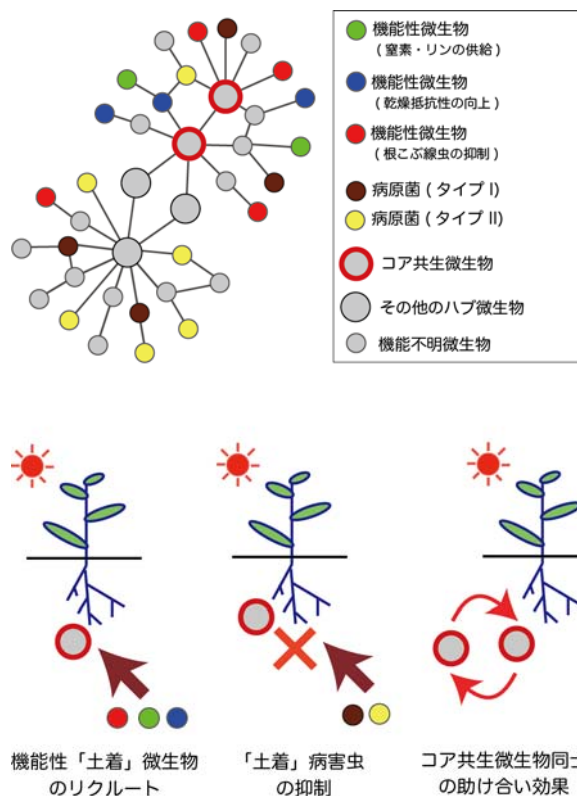 機能性微生物
( 窒素・リンの供給 )
機能性微生物
(乾燥抵抗性の向上)
機能性微生物
(根こぶ線虫の抑制)
病原菌 ( タイプ I)
病原菌 (タイプ II)
コア共生微生物
その他のハブ微生物
機能不明微生物
機能性「土着」微生物
のリクルート
「土着」病害虫
の抑制
コア共生微生物同士
の助け合い効果